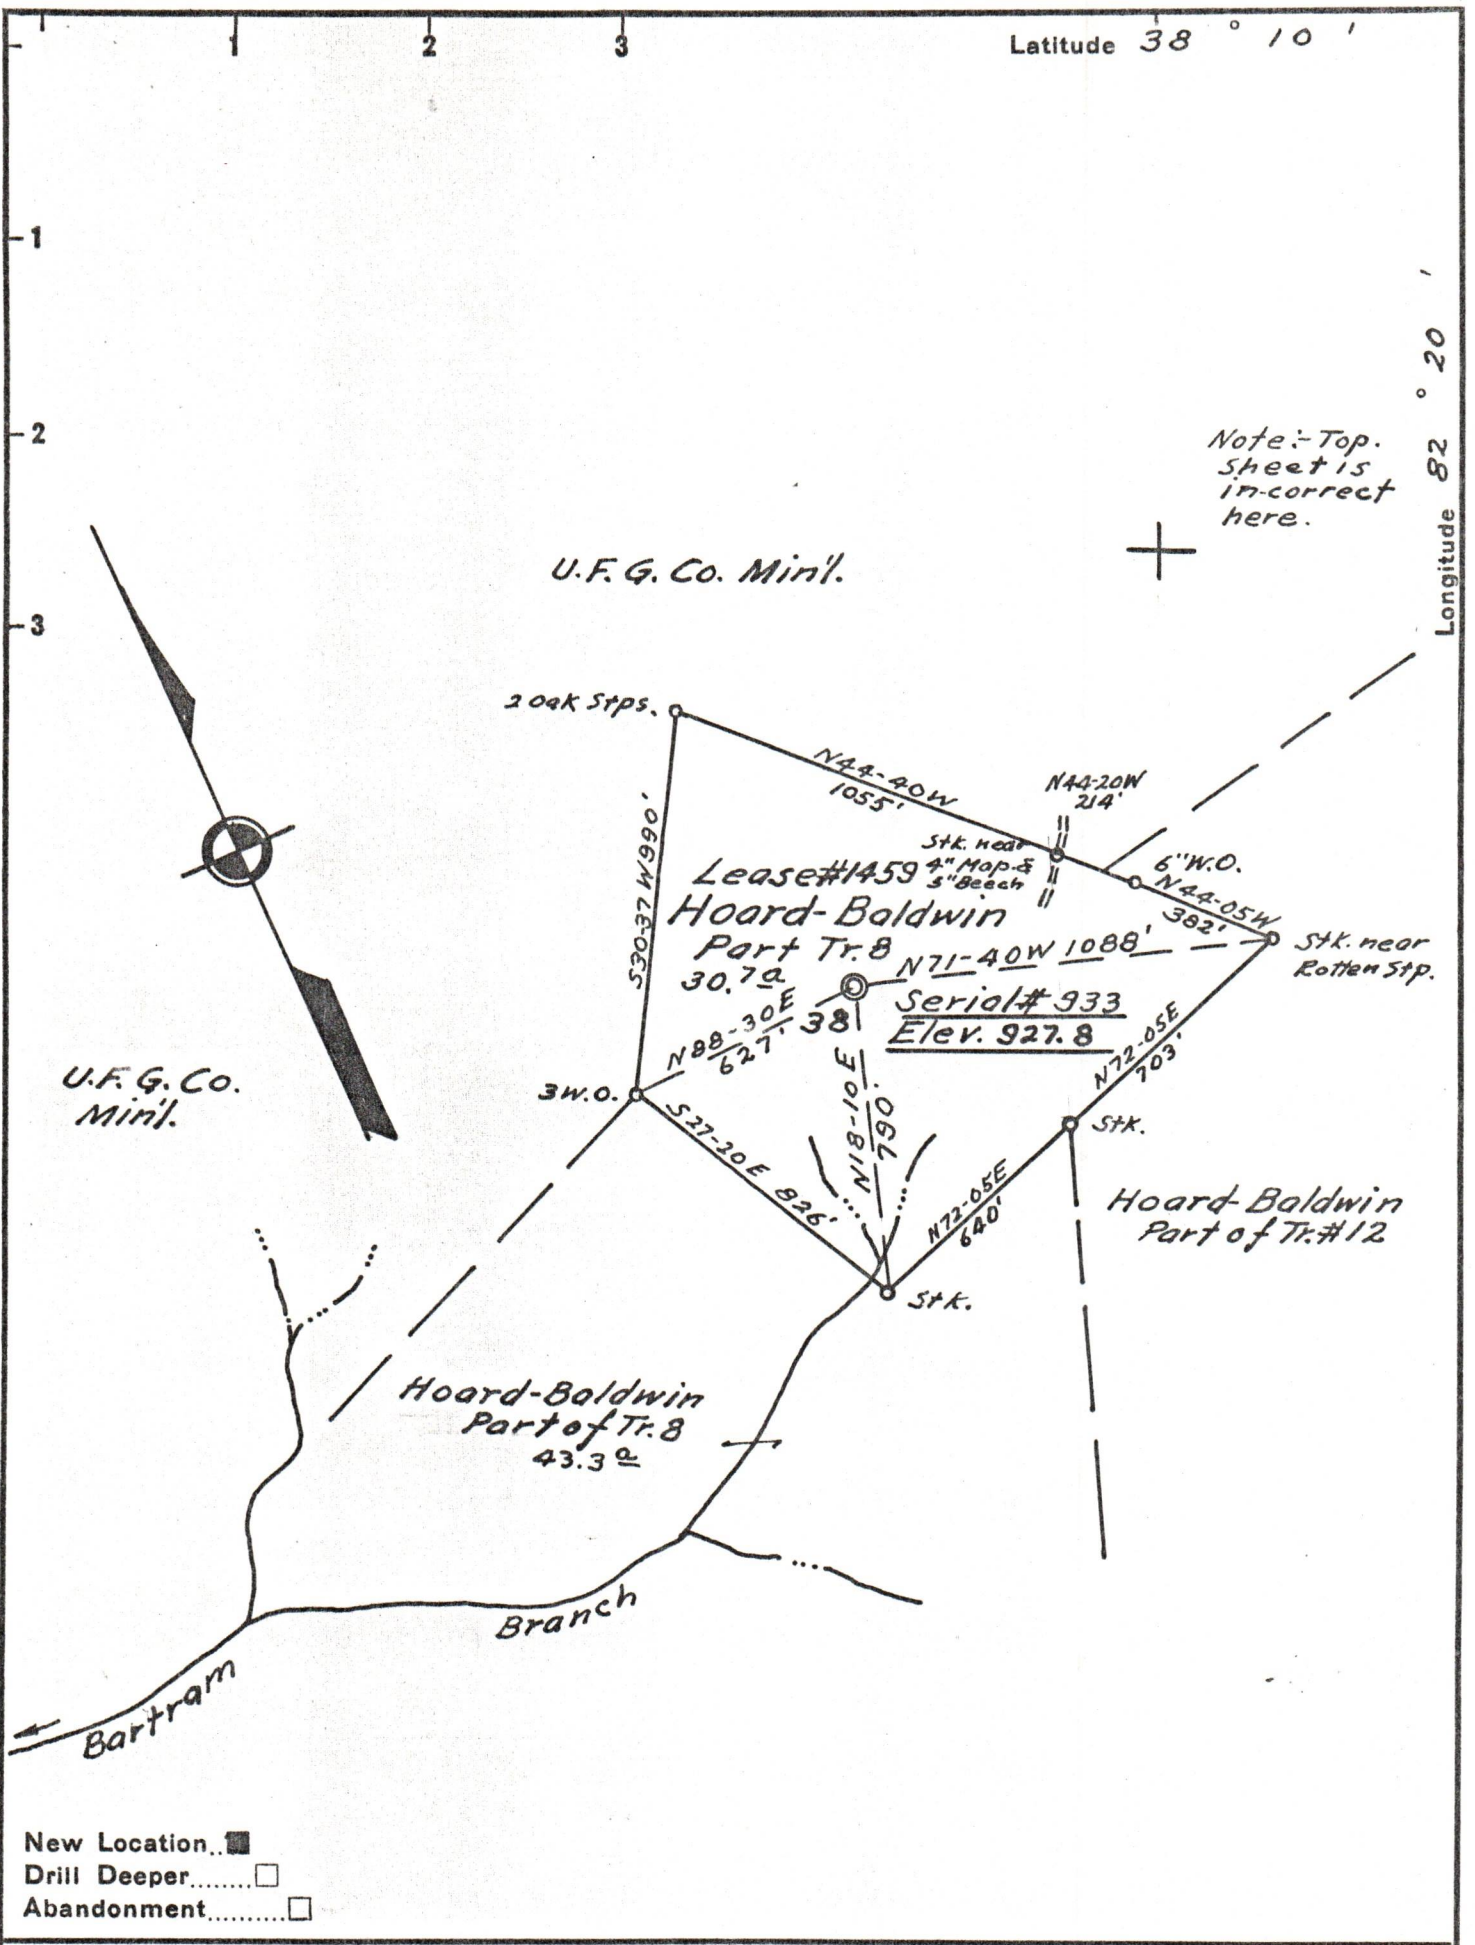 1 2 3 Latitude 38 ° 10 '
1
2
3
Longitude 82 ° 20 '
Note:- Top.
sheet is
in-correct
here.
U.F.G. Co. Min'l.
2 Oak Stps.
N44-40W
1055'
N44-20W
214'
S30-37W 990'
Stk. near
4" Map. &
5" Beech
6" W.O.
N44-05W
382'
Stk. near
Rotten Stp.
Lease #1459
Hoard-Baldwin
Part Tr. 8
30.7 a
N71-40W 1088'
Serial # 933
Elev. 927.8
38
N88-30E
627'
N18-10E
790'
N72-05E
703'
U.F.G. Co.
Min'l.
3 W.O.
S27-20E 826'
Stk.
N72-05E
640'
Hoard-Baldwin
Part of Tr. #12
Stk.
Hoard-Baldwin
Part of Tr. 8
43.3 a
Branch
Bartram
New Location..
Drill Deeper........
Abandonment..........